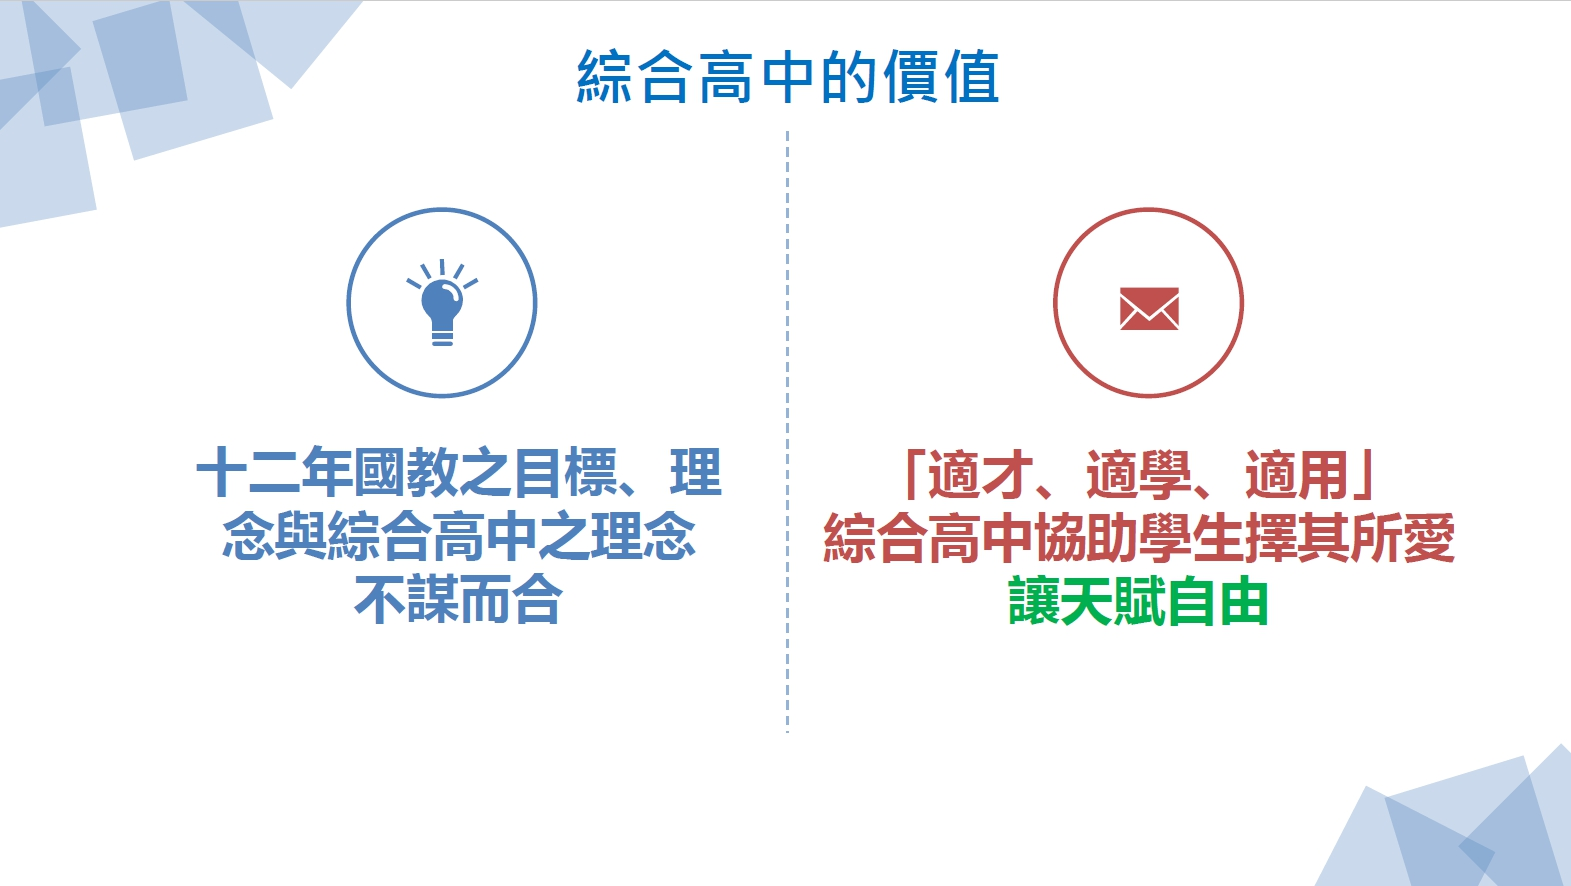 綜合高中的價值
十二年國教之目標、理
念與綜合高中之理念
不謀而合
「適才、適學、適用」
綜合高中協助學生擇其所愛
讓天賦自由